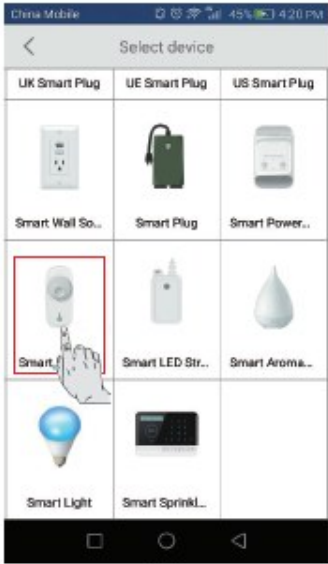 China Mobile 45% 4:20 PM
Select device
UK Smart Plug UE Smart Plug US Smart Plug
Smart Wall So... Smart Plug Smart Power...
Smart Smart LED Str... Smart Aroma...
Smart Light Smart Sprinkl...